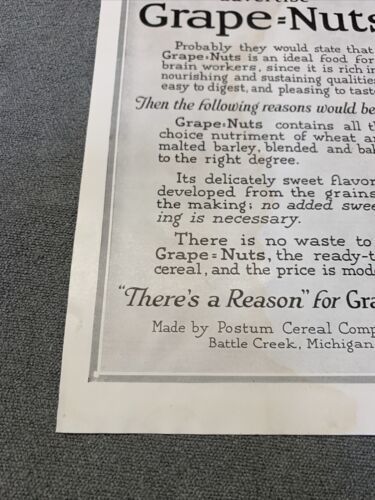 advertise
Grape=Nuts
Probably they would state that
Grape=Nuts is an ideal food for
brain workers, since it is rich in
nourishing and sustaining qualities
easy to digest, and pleasing to taste
Then the following reasons would be
Grape=Nuts contains all t
choice nutriment of wheat a
malted barley, blended and ba
to the right degree.
Its delicately sweet flavor
developed from the grains
the making; no added swee
ing is necessary.
There is no waste to
Grape=Nuts, the ready-t
cereal, and the price is mod
"There's a Reason" for Gra
Made by Postum Cereal Comp
Battle Creek, Michigan